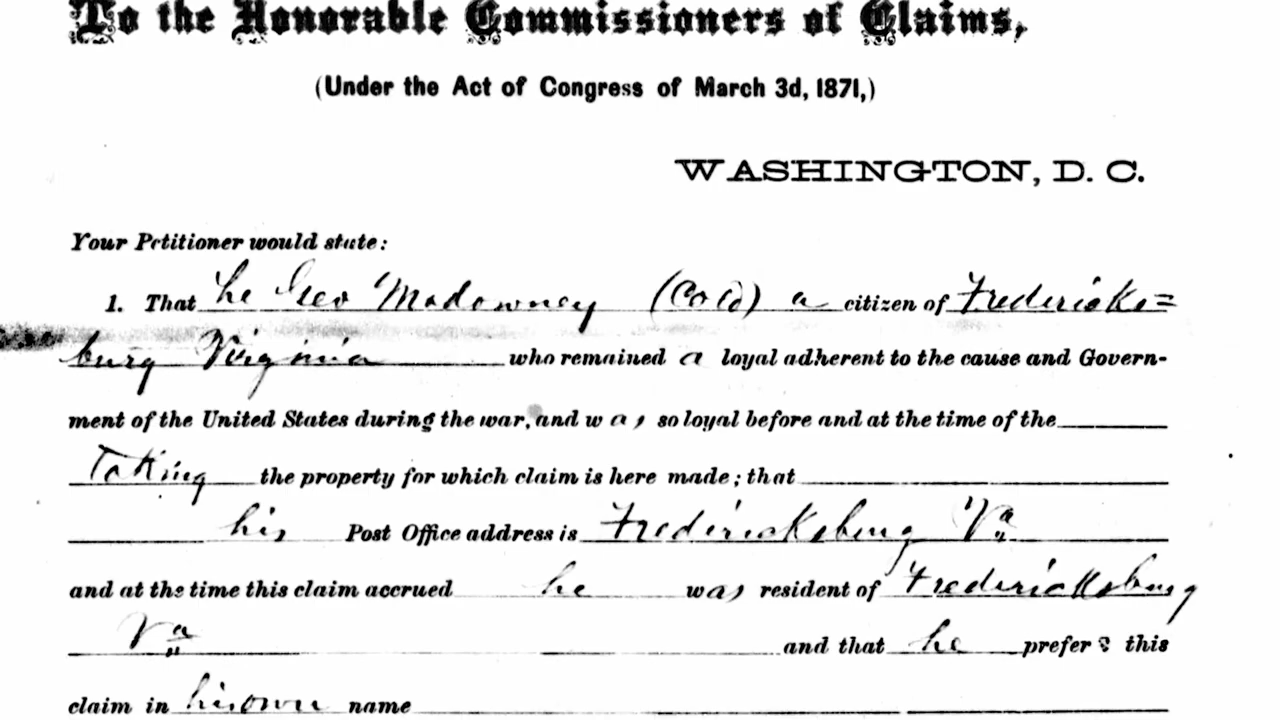 To the Honorable Commissioners of Claims,
(Under the Act of Congress of March 3d, 1871,)
WASHINGTON, D. C.
Your Petitioner would state:
1. That he Geo Madowney (Cold) a citizen of Fredericks=
burg Virginia who remained a loyal adherent to the cause and Govern-
ment of the United States during the war, and was so loyal before and at the time of the
Taking the property for which claim is here made; that
his Post Office address is Fredericksburg Va
and at the time this claim accrued he was resident of Fredericksburg
Va and that he prefers this
claim in his own name